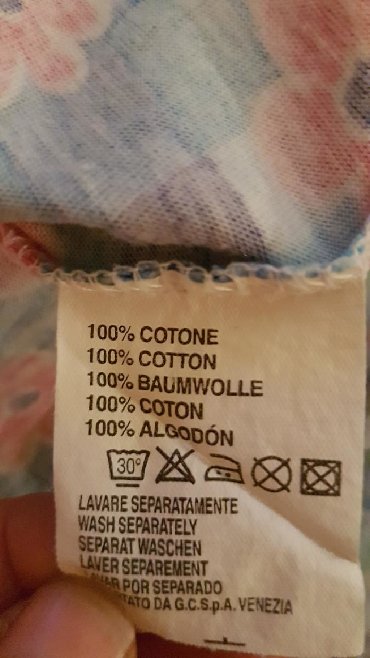 100% COTONE
100% COTTON
100% BAUMWOLLE
100% COTON
100% ALGODÓN
30°
LAVARE SEPARATAMENTE
WASH SEPARATELY
SEPARAT WASCHEN
LAVER SEPAREMENT
POR SEPARADO
DA G.C.S.p.A. VENEZIA